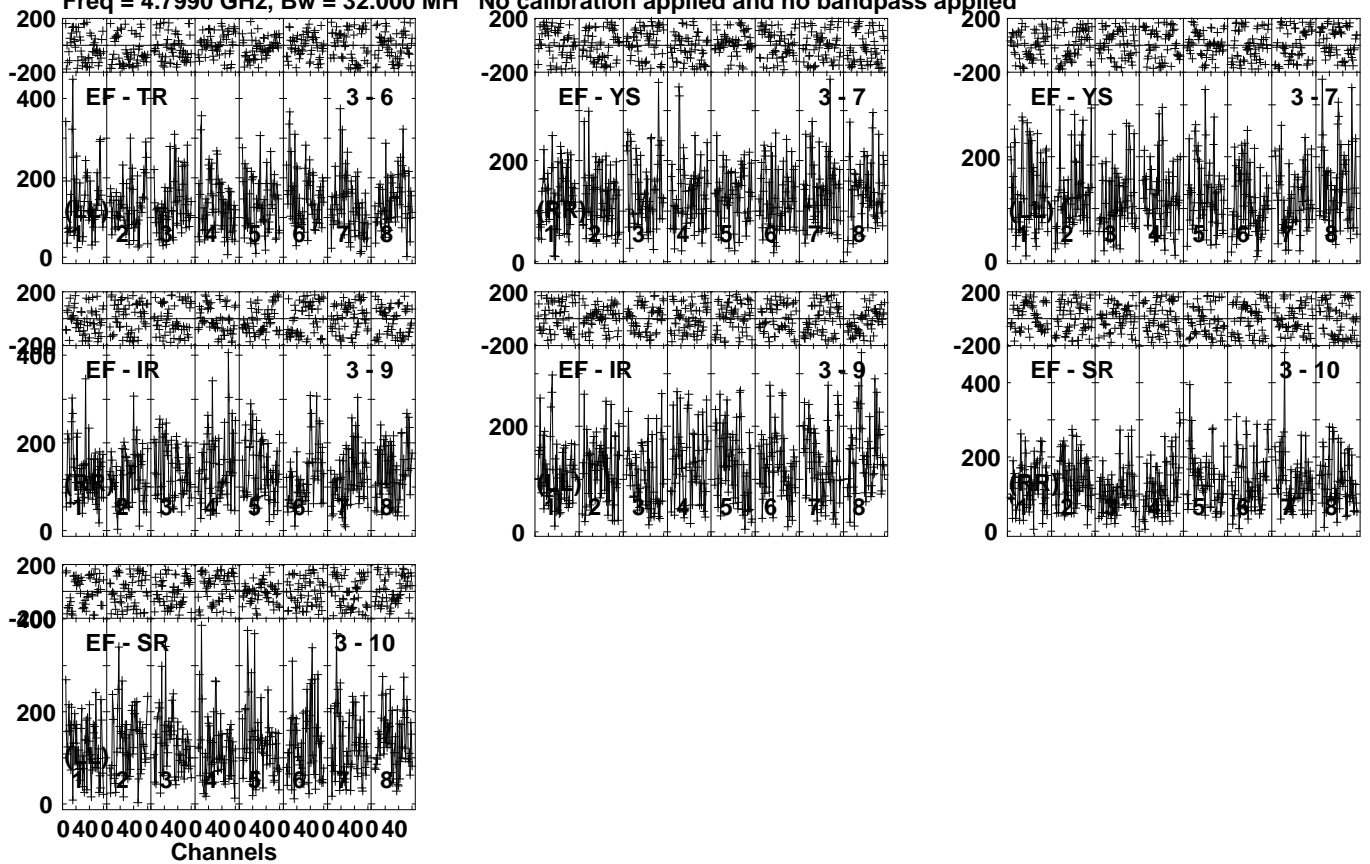 Freq = 4.7990 GHz, Bw = 32.000 MH No calibration applied and no bandpass applied
200
-200
EF - TR 3 - 6
400
200
0
(LL)
1 2 3 4 5 6 7 8
200
-200
EF - YS 3 - 7
200
0
(RR)
1 2 3 4 5 6 7 8
200
-200
EF - YS 3 - 7
200
0
(LL)
1 2 3 4 5 6 7 8
200
-200
400
EF - IR 3 - 9
200
0
(RR)
1 2 3 4 5 6 7 8
200
-200
EF - IR 3 - 9
200
0
(LL)
1 2 3 4 5 6 7 8
200
-200
EF - SR 3 - 10
400
200
0
(RR)
1 2 3 4 5 6 7 8
200
-200
400
EF - SR 3 - 10
200
0
(LL)
1 2 3 4 5 6 7 8
0 40 0 40 0 40 0 40 0 40 0 40 0 40 0 40
Channels